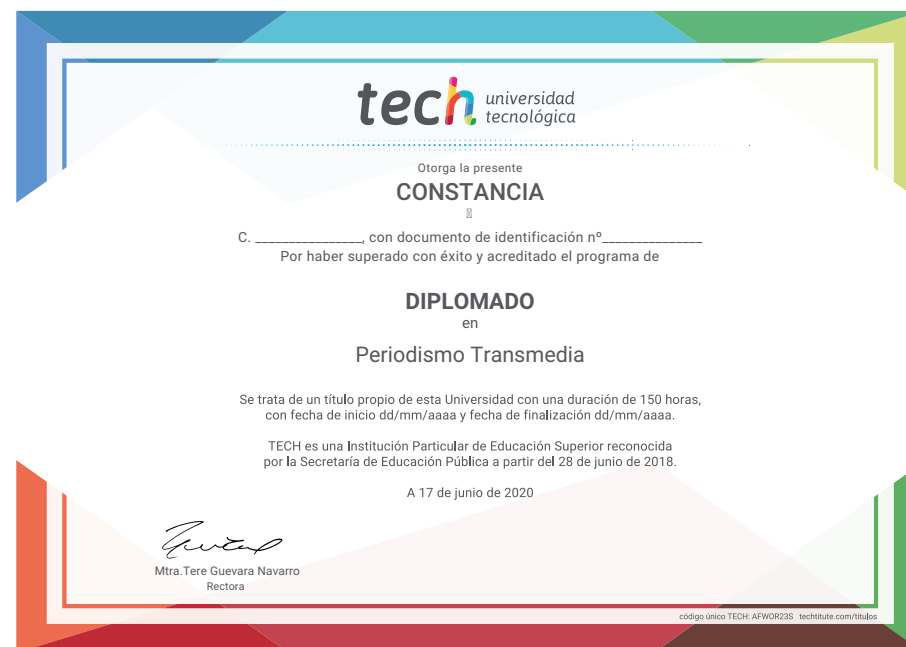 tech universidad
tecnológica
Otorga la presente
CONSTANCIA
C. ________________, con documento de identificación nº_______________
Por haber superado con éxito y acreditado el programa de
DIPLOMADO
en
Periodismo Transmedia
Se trata de un título propio de esta Universidad con una duración de 150 horas,
con fecha de inicio dd/mm/aaaa y fecha de finalización dd/mm/aaaa.
TECH es una Institución Particular de Educación Superior reconocida
por la Secretaría de Educación Pública a partir del 28 de junio de 2018.
A 17 de junio de 2020
Mtra.Tere Guevara Navarro
Rectora
código único TECH: AFWOR23S techtitute.com/titulos